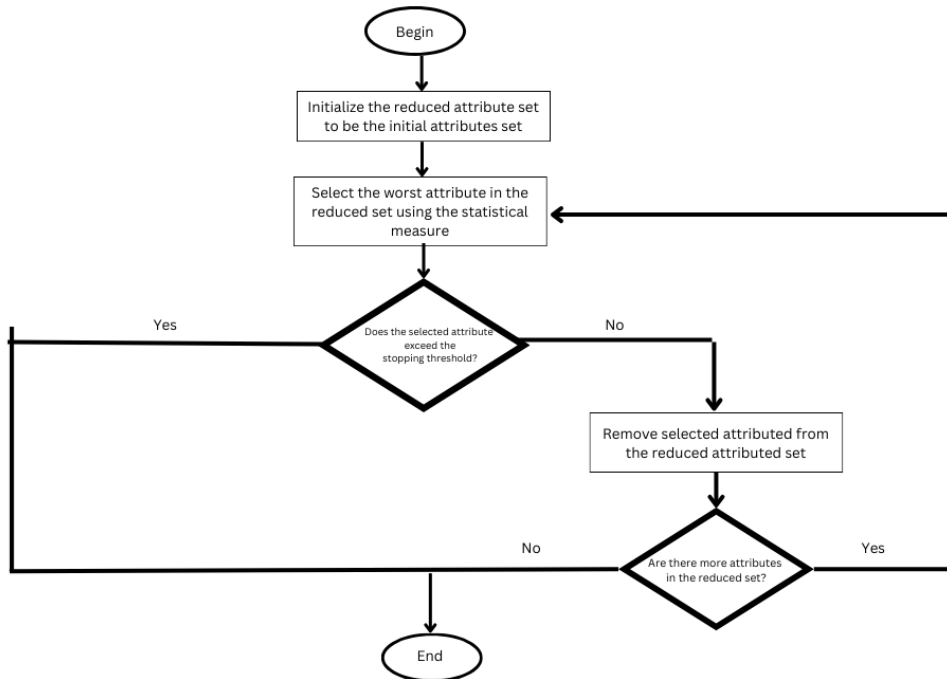 Begin
Initialize the reduced attribute set
to be the initial attributes set
Select the worst attribute in the
reduced set using the statistical
measure
Yes
No
Does the selected attribute
exceed the
stopping threshold?
Remove selected attributed from
the reduced attributed set
No
Yes
Are there more attributes
in the reduced set?
End